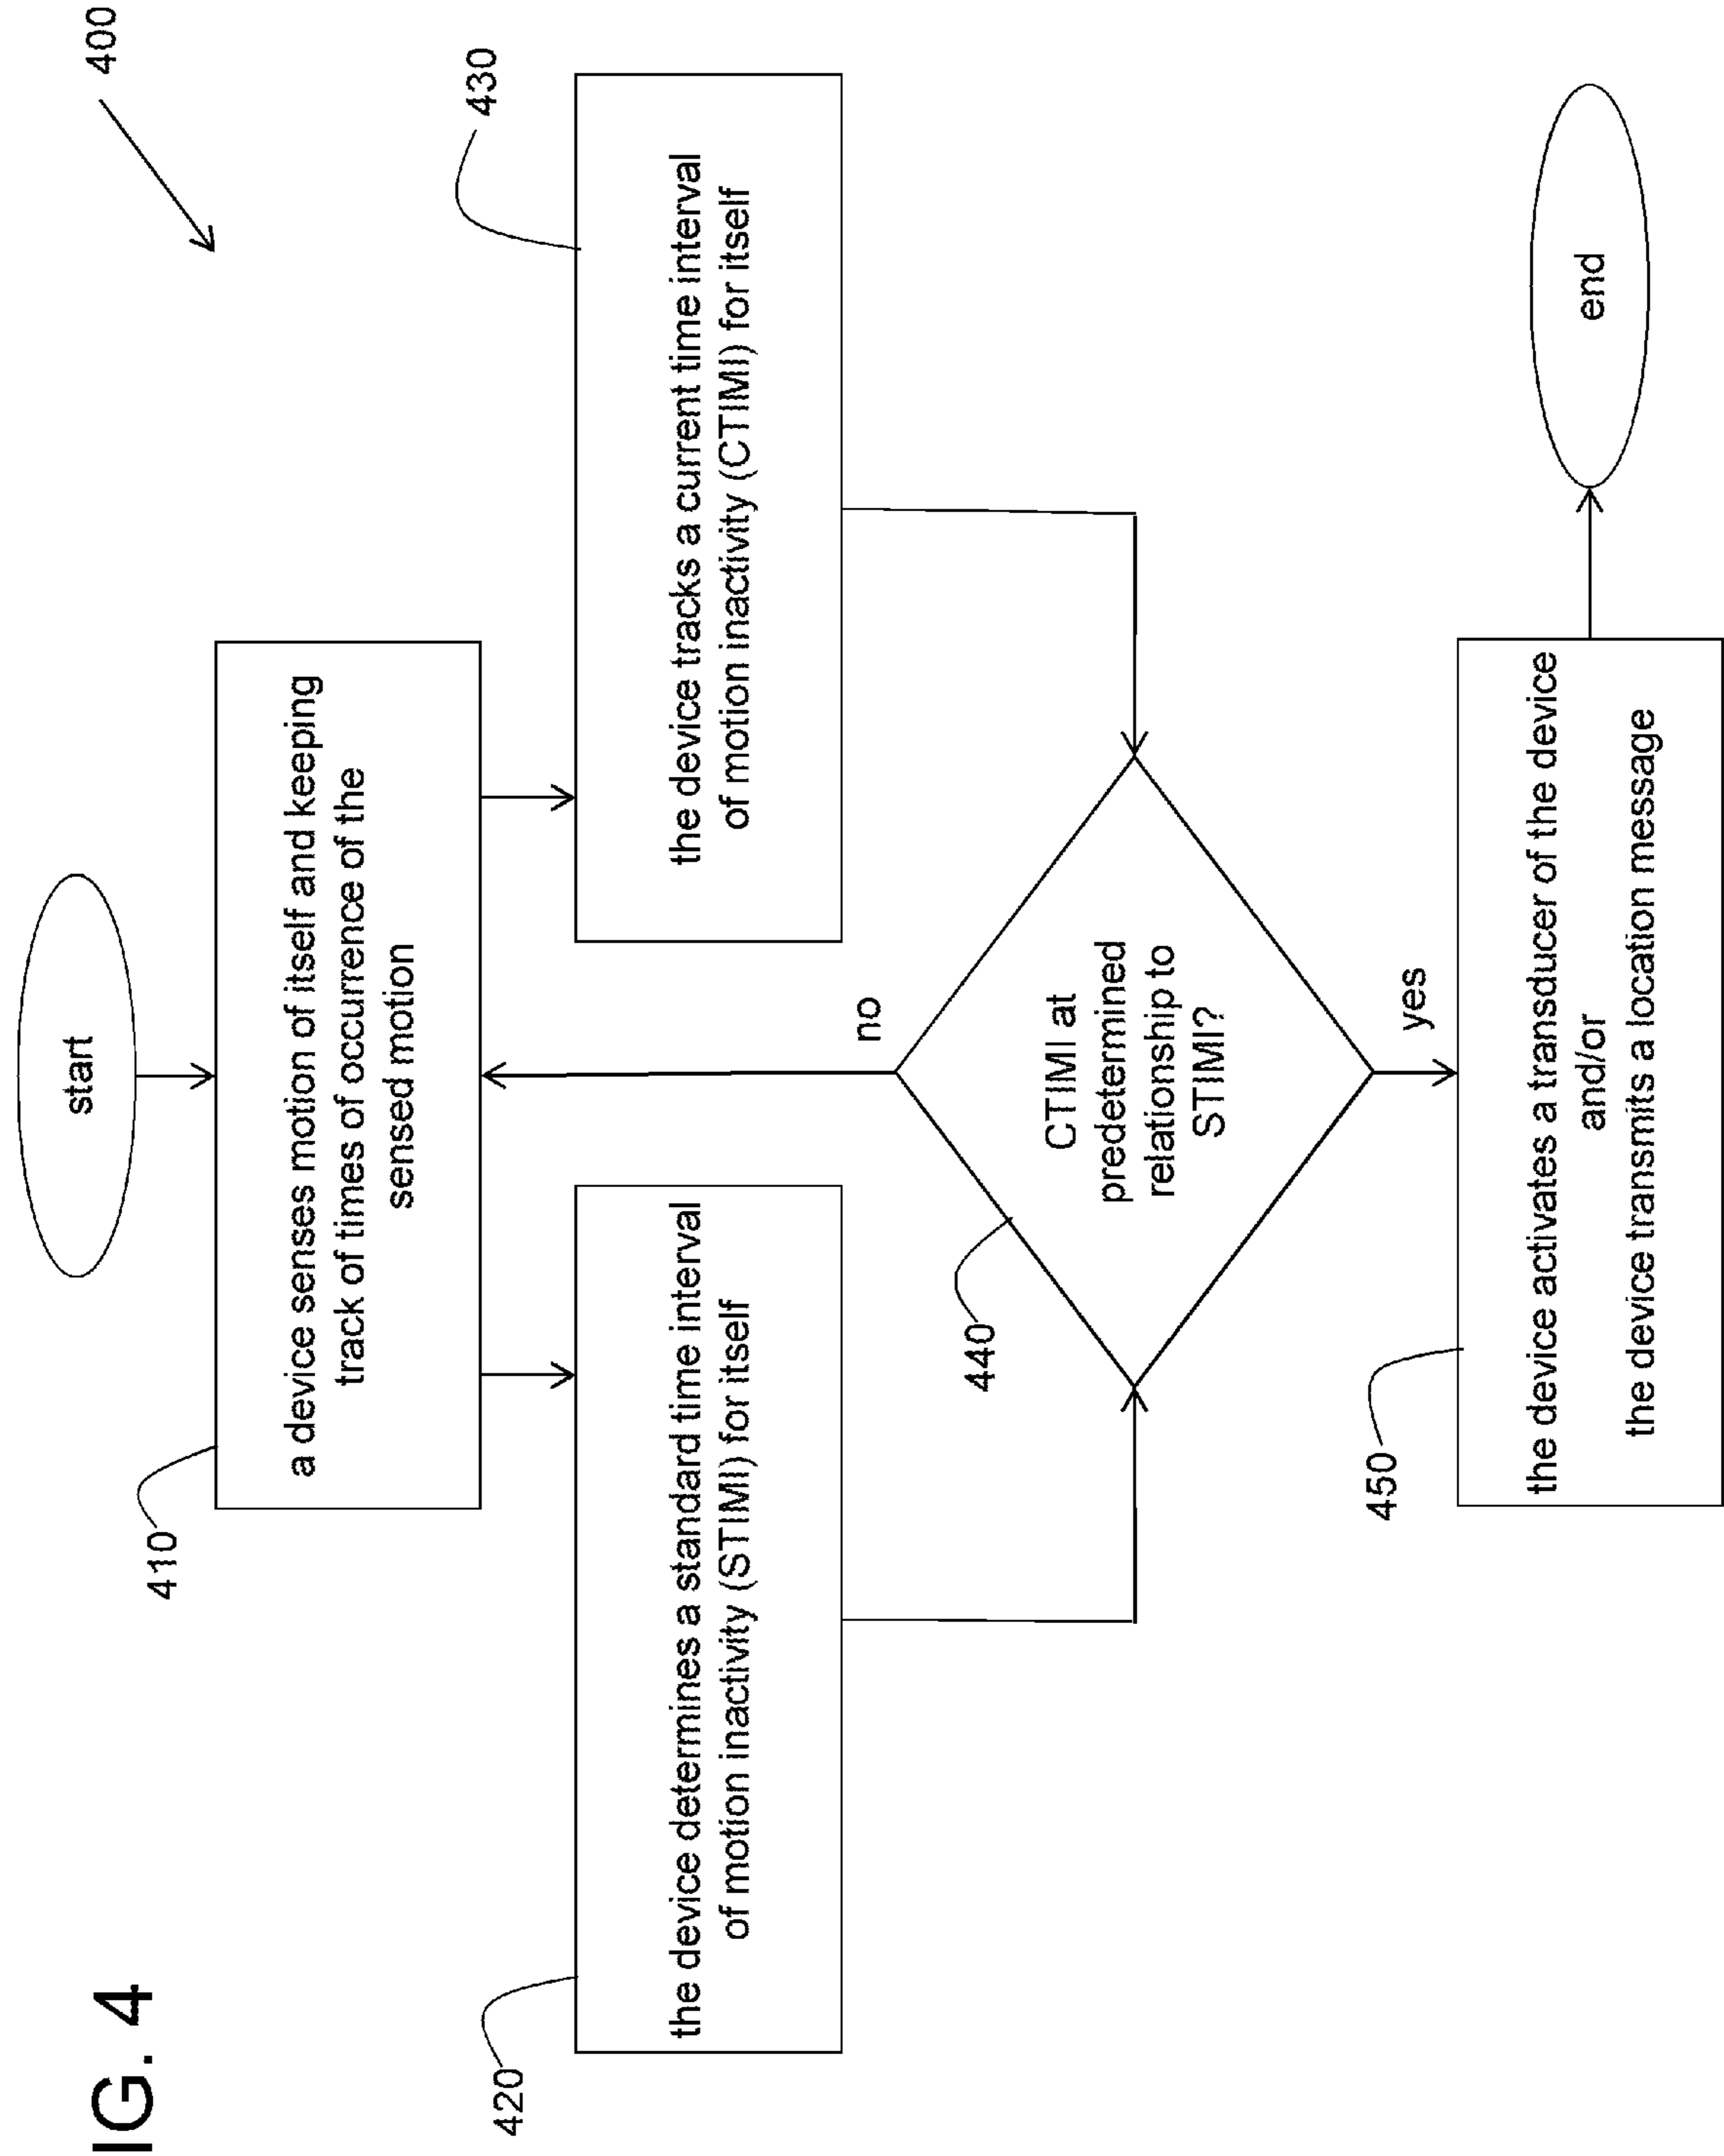 IG. 4
400
start
410
a device senses motion of itself and keeping
track of times of occurrence of the
sensed motion
420
the device determines a standard time interval
of motion inactivity (STIMI) for itself
430
the device tracks a current time interval
of motion inactivity (CTIMI) for itself
no
440
CTIMI at
predetermined
relationship to
STIMI?
yes
450
the device activates a transducer of the device
and/or
the device transmits a location message
end